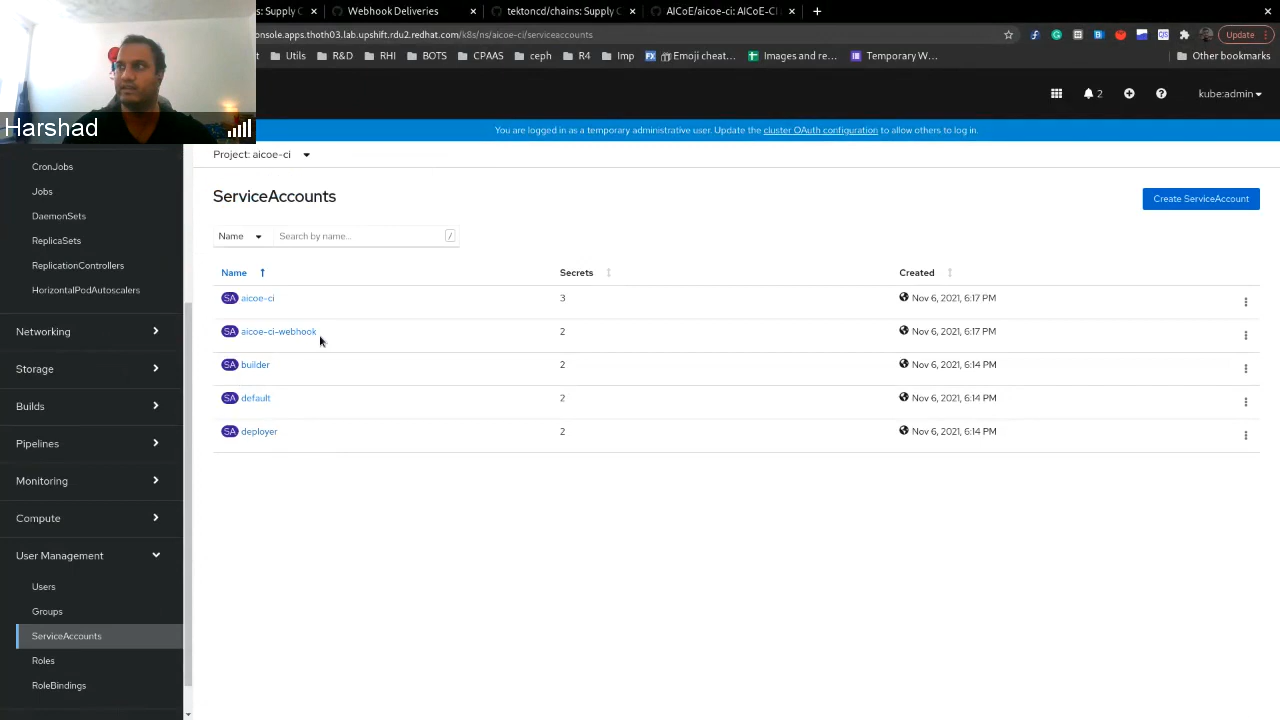 s: Supply C
Webhook Deliveries
tektoncd/chains: Supply C
AICoE/aicoe-ci: AICoE-CI
onsole.apps.thoth03.lab.upshift.rdu2.redhat.com/k8s/ns/aicoe-ci/serviceaccounts
Update
Utils R&D RHI BOTS CPAAS ceph R4 Imp Emoji cheat... Images and re... Temporary W... Other bookmarks
2 kube:admin
Harshad
You are logged in as a temporary administrative user. Update the cluster OAuth configuration to allow others to log in.
Project: aicoe-ci
CronJobs
Jobs
DaemonSets
ReplicaSets
ReplicationControllers
HorizontalPodAutoscalers
Networking
Storage
Builds
Pipelines
Monitoring
Compute
User Management
Users
Groups
ServiceAccounts
Roles
RoleBindings
ServiceAccounts
Create ServiceAccount
Name Search by name... /
Name Secrets Created
SA aicoe-ci 3 Nov 6, 2021, 6:17 PM
SA aicoe-ci-webhook 2 Nov 6, 2021, 6:17 PM
SA builder 2 Nov 6, 2021, 6:14 PM
SA default 2 Nov 6, 2021, 6:14 PM
SA deployer 2 Nov 6, 2021, 6:14 PM